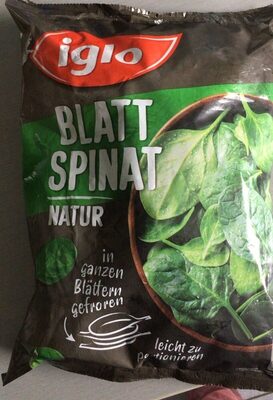 iglo
BLATT
SPINAT
NATUR
in
ganzen
Blättern
gefroren
leicht zu
portionieren